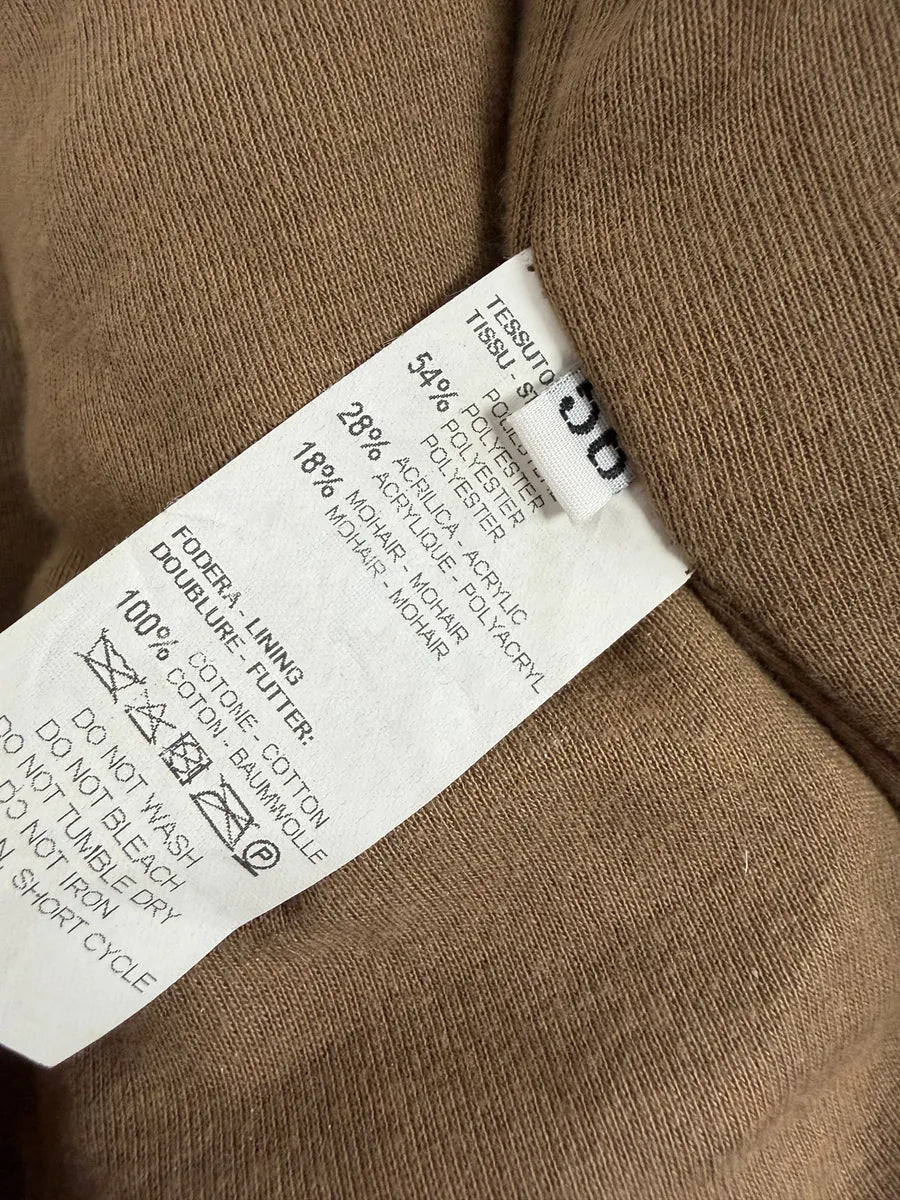 TESSUTO
TISSU -
54% POLIESTERE
POLYESTER
POLYESTER
28% ACRILICA - ACRYLIC
ACRYLIQUE - POLYACRYL
18% MOHAIR - MOHAIR
MOHAIR - MOHAIR
FODERA - LINING
DOUBLURE - FUTTER:
100% COTONE - COTTON
COTON - BAUMWOLLE
P
DO NOT WASH
DO NOT BLEACH
DO NOT TUMBLE DRY
DO NOT IRON
SHORT CYCLE
36